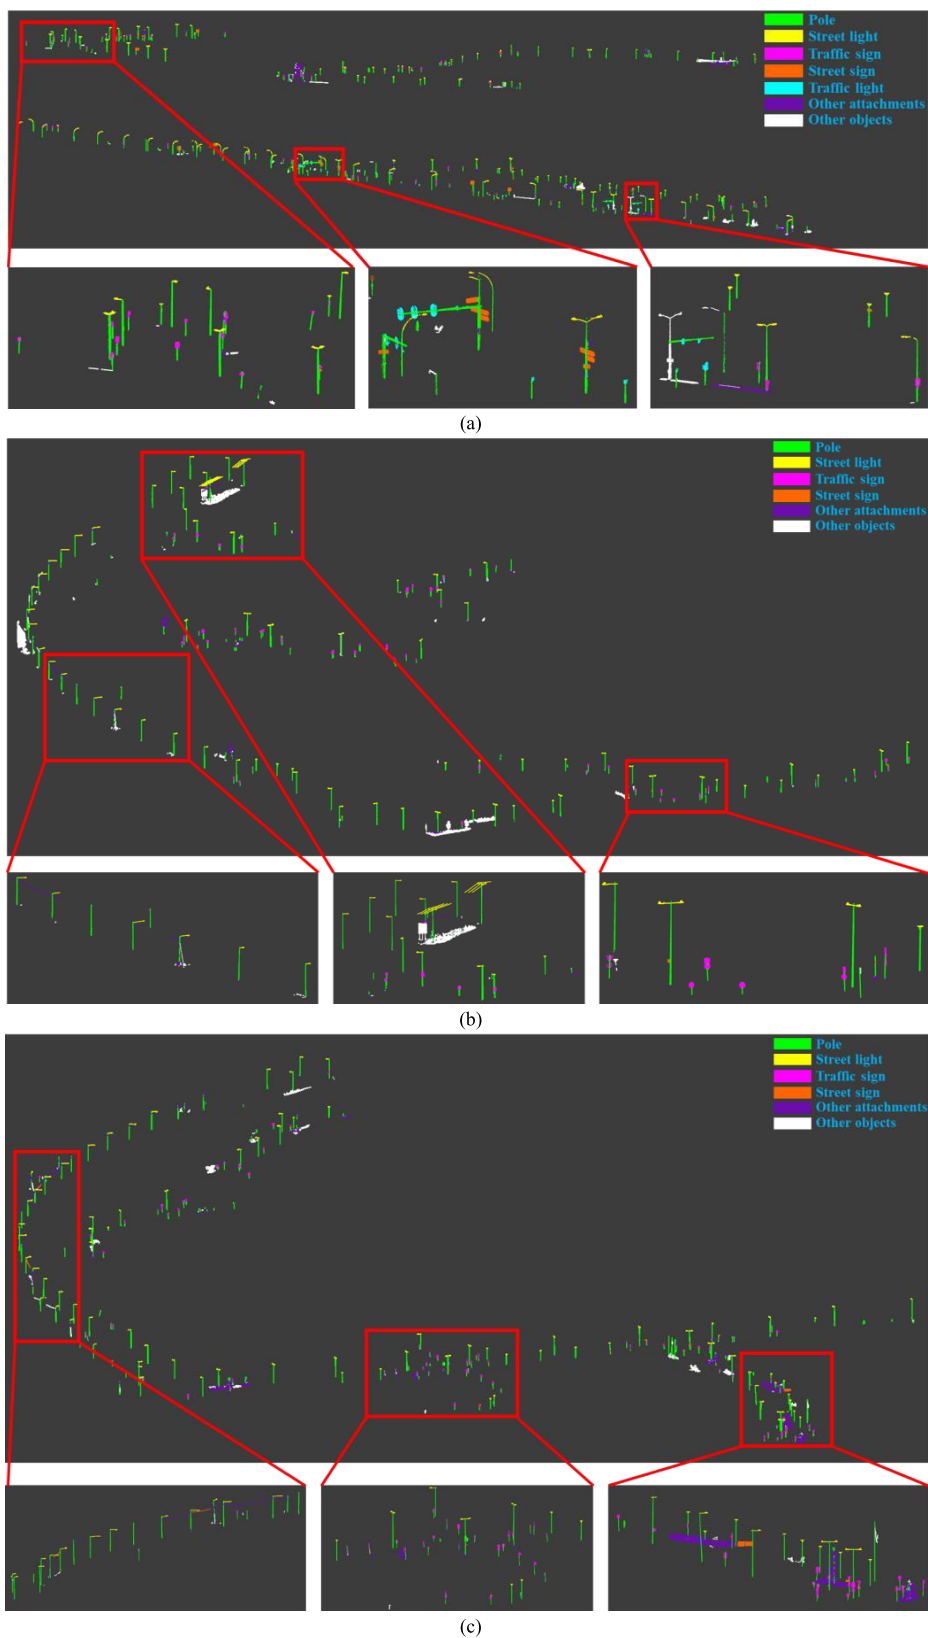 Pole
Street light
Traffic sign
Street sign
Traffic light
Other attachments
Other objects
(a)
Pole
Street light
Traffic sign
Street sign
Other attachments
Other objects
(b)
Pole
Street light
Traffic sign
Street sign
Other attachments
Other objects
(c)